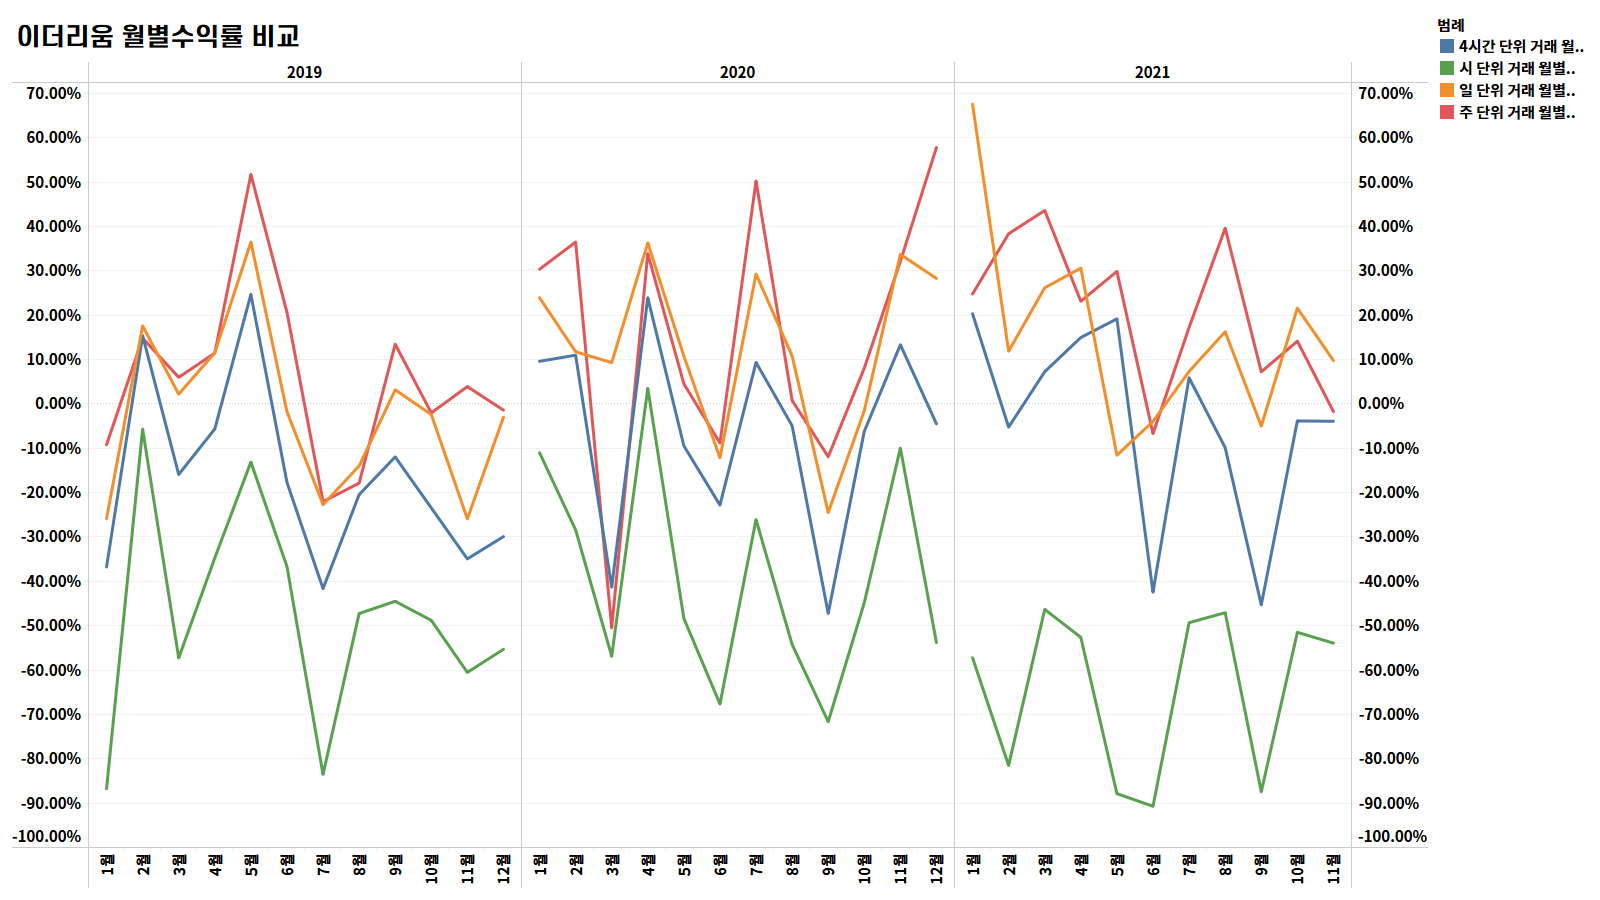 이더리움 월별수익률 비교
범례
4시간 단위 거래 월..
시 단위 거래 월별..
일 단위 거래 월별..
주 단위 거래 월별..
2019 2020 2021
70.00% 70.00%
60.00% 60.00%
50.00% 50.00%
40.00% 40.00%
30.00% 30.00%
20.00% 20.00%
10.00% 10.00%
0.00% 0.00%
-10.00% -10.00%
-20.00% -20.00%
-30.00% -30.00%
-40.00% -40.00%
-50.00% -50.00%
-60.00% -60.00%
-70.00% -70.00%
-80.00% -80.00%
-90.00% -90.00%
-100.00% -100.00%
1월 2월 3월 4월 5월 6월 7월 8월 9월 10월 11월 12월 1월 2월 3월 4월 5월 6월 7월 8월 9월 10월 11월 12월 1월 2월 3월 4월 5월 6월 7월 8월 9월 10월 11월